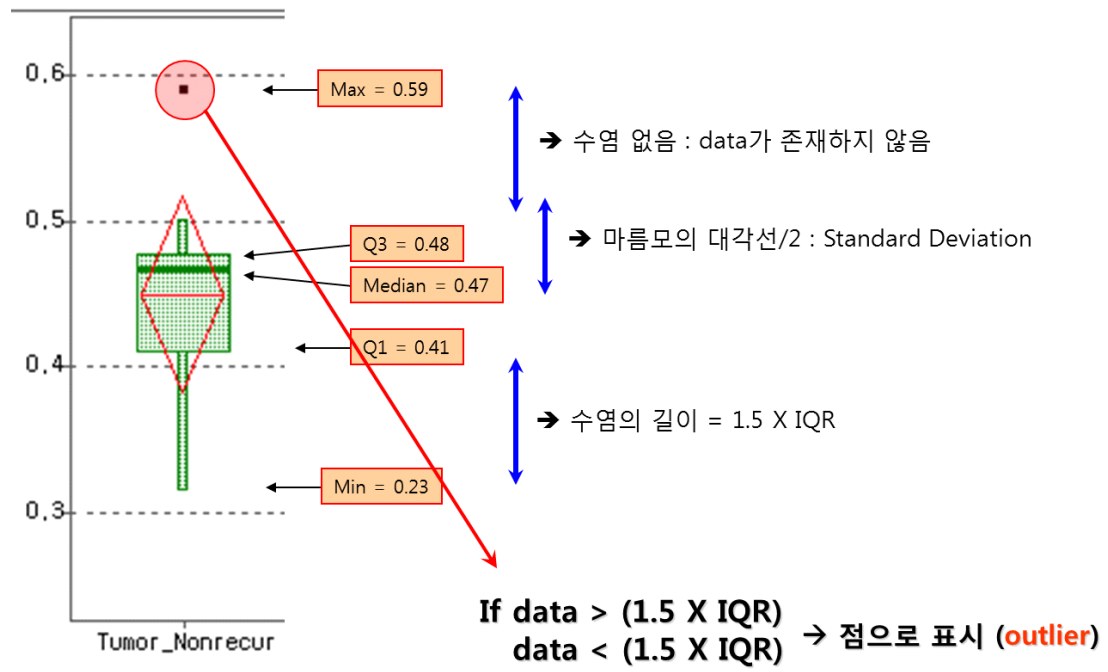 0.6
Max = 0.59
➔ 수염 없음 : data가 존재하지 않음
0.5
Q3 = 0.48
➔ 마름모의 대각선/2 : Standard Deviation
Median = 0.47
Q1 = 0.41
0.4
➔ 수염의 길이 = 1.5 X IQR
Min = 0.23
0.3
If data > (1.5 X IQR)
data < (1.5 X IQR)
→ 점으로 표시 (outlier)
Tumor_Nonrecur